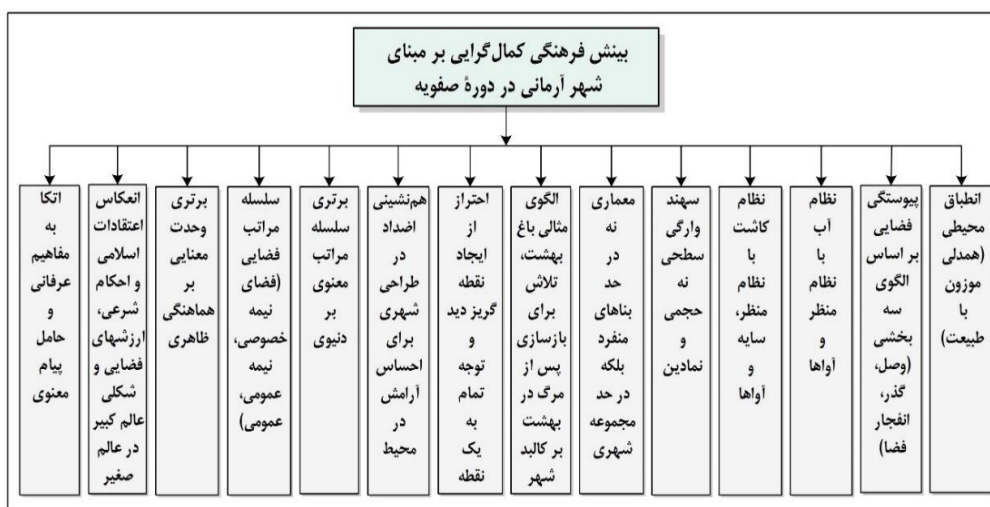 بینش فرهنگی کمال‌گرایی بر مبنای
شهر آرمانی در دورهٔ صفویه
انطباق
محیطی
(همدلی
موزون
با
طبیعت)
پیوستگی
فضایی
بر اساس
الگوی
سه
بخشی
(وصل،
گذر،
انفجار
فضا)
نظام
آب
با
نظام
منظر
و
آواها
نظام
کاشت
با
نظام
منظر،
سایه
و
آواها
سهند
وارگی
سطحی
نه
حجمی
و
نمادین
معماری
نه
در
حد
بناهای
منفرد
بلکه
در حد
مجموعه
شهری
الگوی
مثالی باغ
بهشت،
تلاش
برای
بازسازی
پس از
مرگ در
بهشت
بر کالبد
شهر
احتراز
از
ایجاد
نقطه
گریز دید
و
توجه
تمام
به
یک
نقطه
هم‌نشینی
اضداد
در
طراحی
شهری
برای
احساس
آرامش
در
محیط
برتری
سلسله
مراتب
معنوی
بر
دنیوی
سلسله
مراتب
فضایی
(فضای
نیمه
خصوصی،
نیمه
عمومی،
عمومی)
برتری
وحدت
معنایی
بر
هماهنگی
ظاهری
انعکاس
اعتقادات
اسلامی
و احکام
شرعی،
ارزشهای
فضایی و
شکلی
عالم کبیر
در عالم
صغیر
اتکا
به
مفاهیم
عرفانی
و
حامل
پیام
معنوی